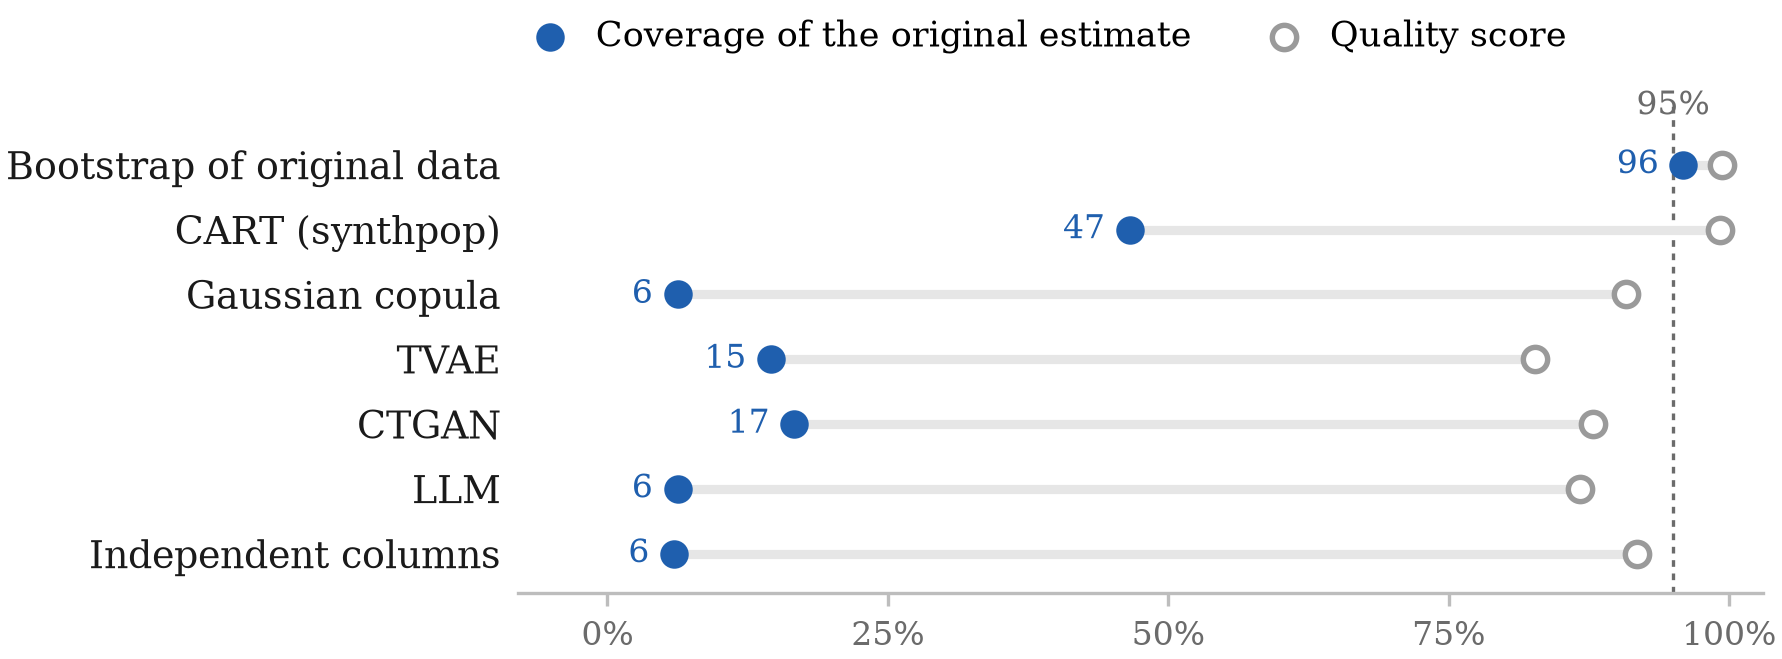 Coverage of the original estimate Quality score
95%
Bootstrap of original data 96
CART (synthpop) 47
Gaussian copula 6
TVAE 15
CTGAN 17
LLM 6
Independent columns 6
0% 25% 50% 75% 100%